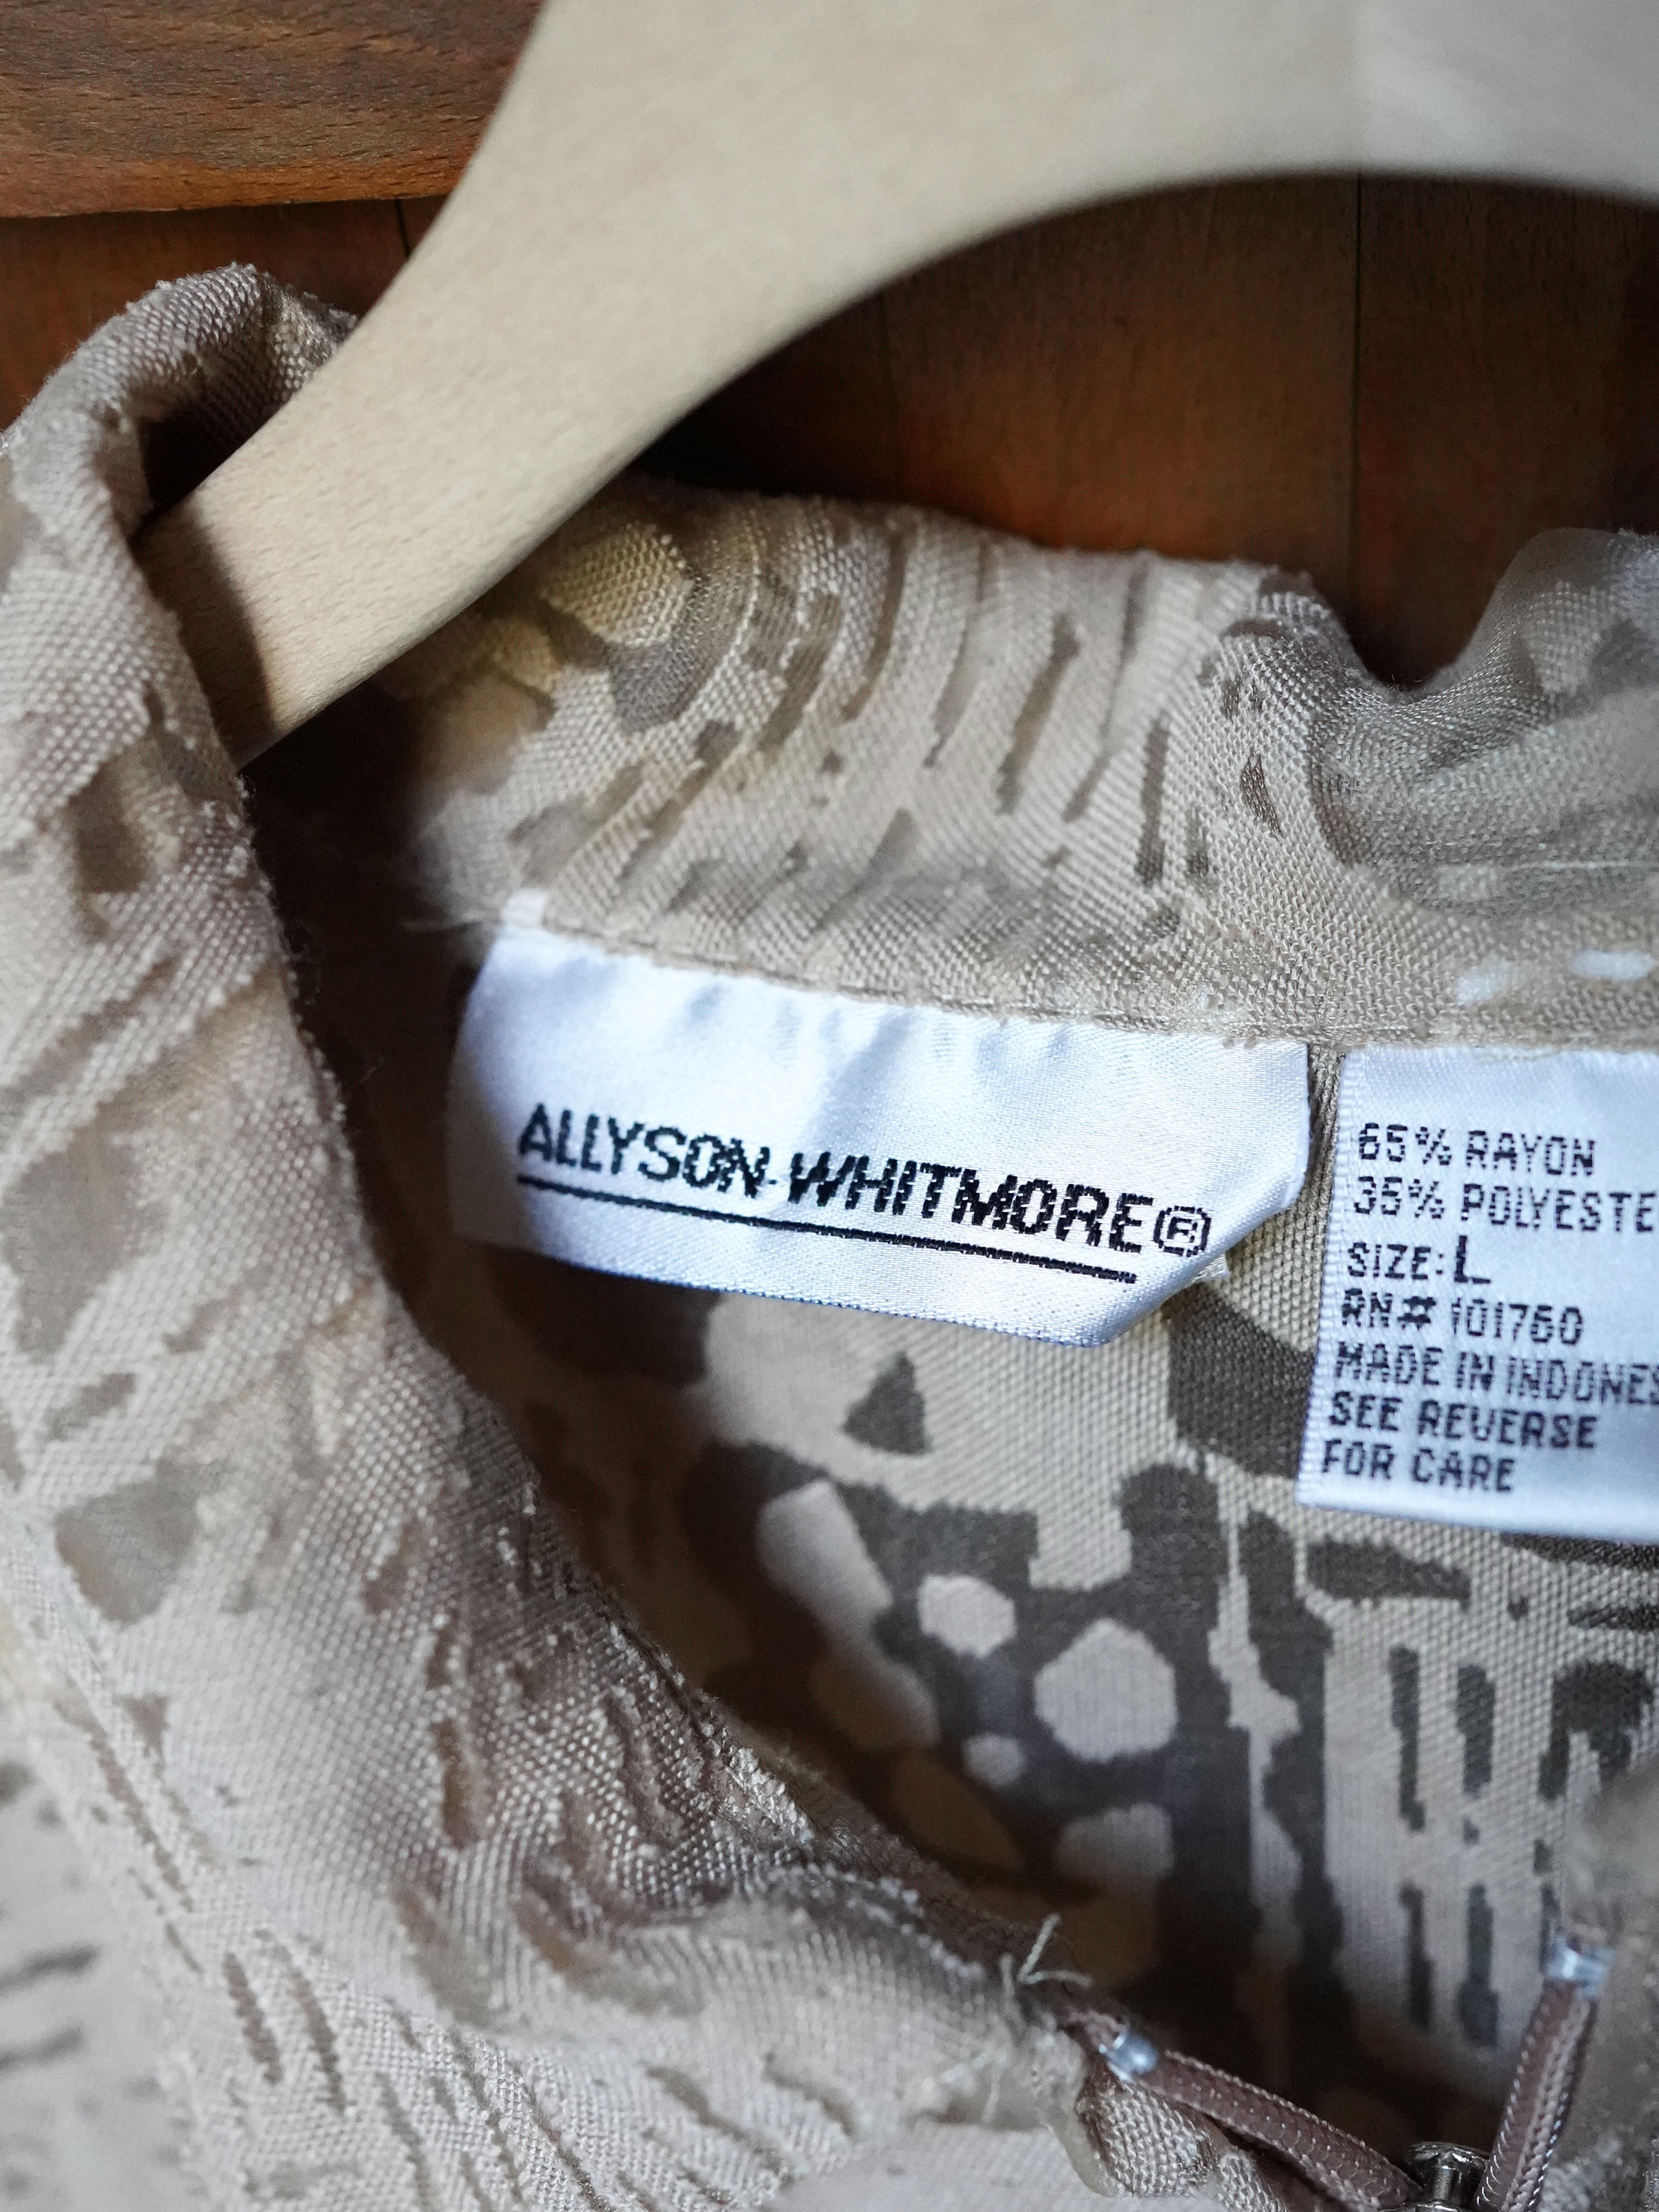 ALLYSON-WHITMORE®
65% RAYON
35% POLYESTE
SIZE: L
RN# 101760
MADE IN INDONES
SEE REVERSE
FOR CARE